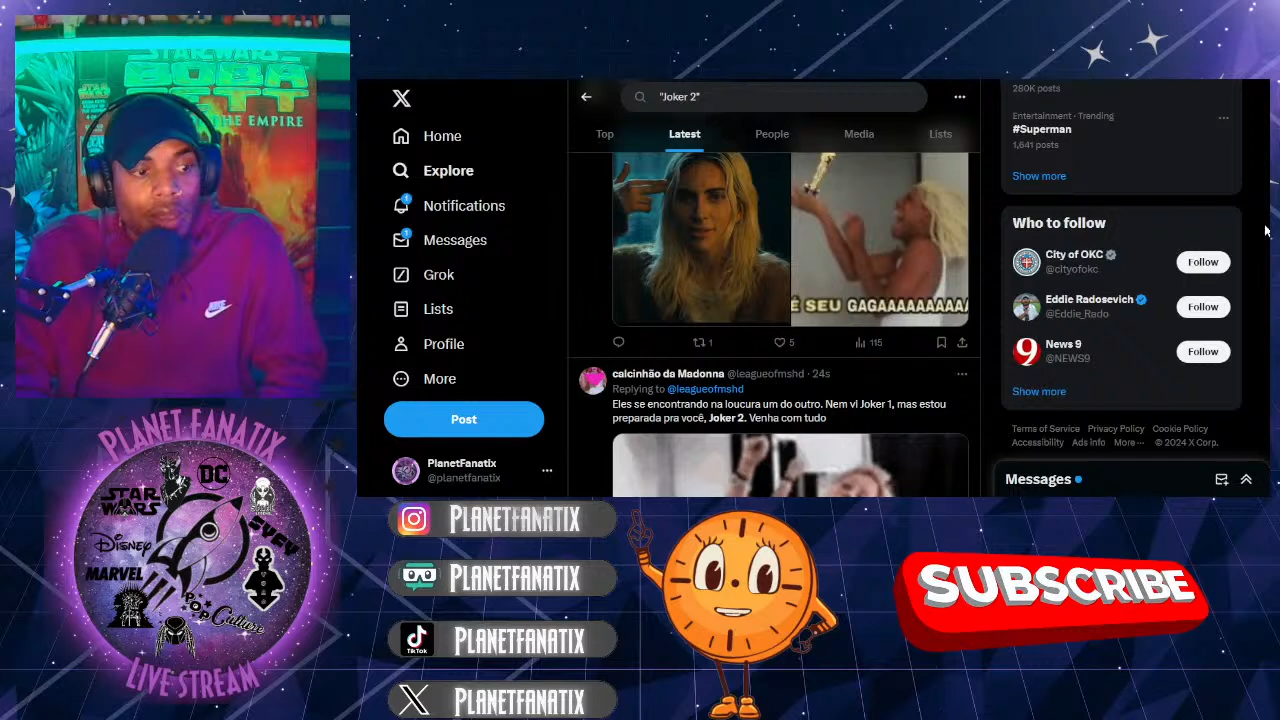 STAR WARS
BOBA
FETT
THE EMPIRE
Home
Explore
Notifications
Messages
Grok
Lists
Profile
More
Post
PlanetFanatix
@planetfanatix
"Joker 2"
Top
Latest
People
Media
Lists
É SEU GAGAAAAAAAAA
1
5
115
calcinhão da Madonna @leagueofmshd · 24s
Replying to @leagueofmshd
Eles se encontrando na loucura um do outro. Nem vi Joker 1, mas estou
preparada pra você, Joker 2. Venha com tudo
280K posts
Entertainment · Trending
#Superman
1,641 posts
Show more
Who to follow
City of OKC
@cityofokc
Follow
Eddie Radosevich
@Eddie_Rado
Follow
News 9
@NEWS9
Follow
Show more
Terms of Service Privacy Policy Cookie Policy
Accessibility Ads info More ··· © 2024 X Corp.
Messages
PLANET FANATIX
DC
STAR
WARS
SYFY
DISNEY
MARVEL
POP Culture
LIVE STREAM
PLANETFANATIX
PLANETFANATIX
TikTok
PLANETFANATIX
PLANETFANATIX
SUBSCRIBE